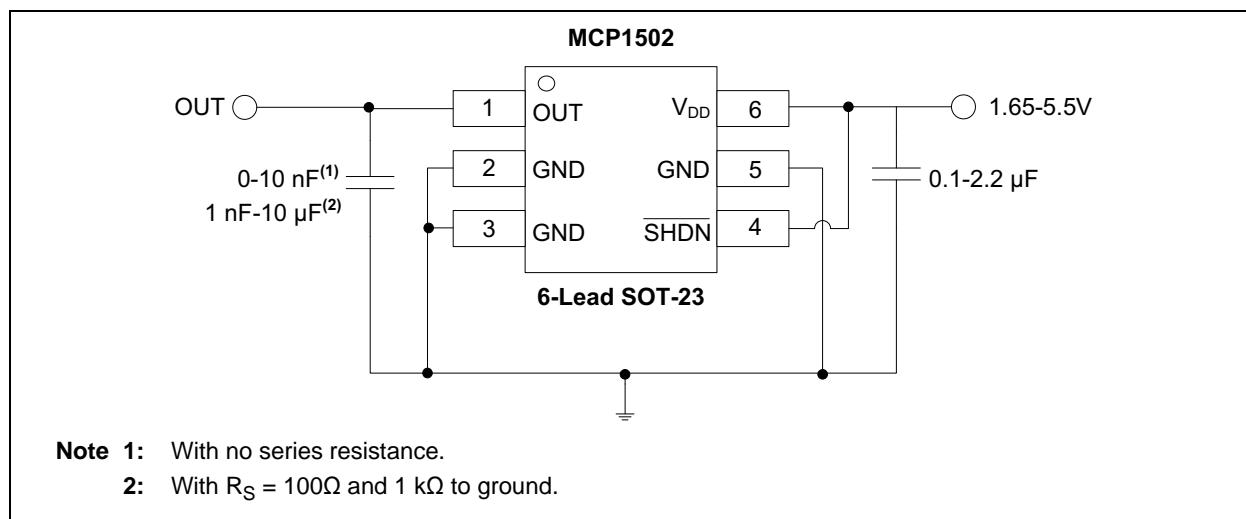 MCP1502
OUT
1
OUT
V_DD
6
1.65-5.5V
0-10 nF(1)
1 nF-10 µF(2)
2
GND
GND
5
0.1-2.2 µF
3
GND
S̅H̅D̅N̅
4
6-Lead SOT-23
Note 1: With no series resistance.
2: With R_S = 100Ω and 1 kΩ to ground.